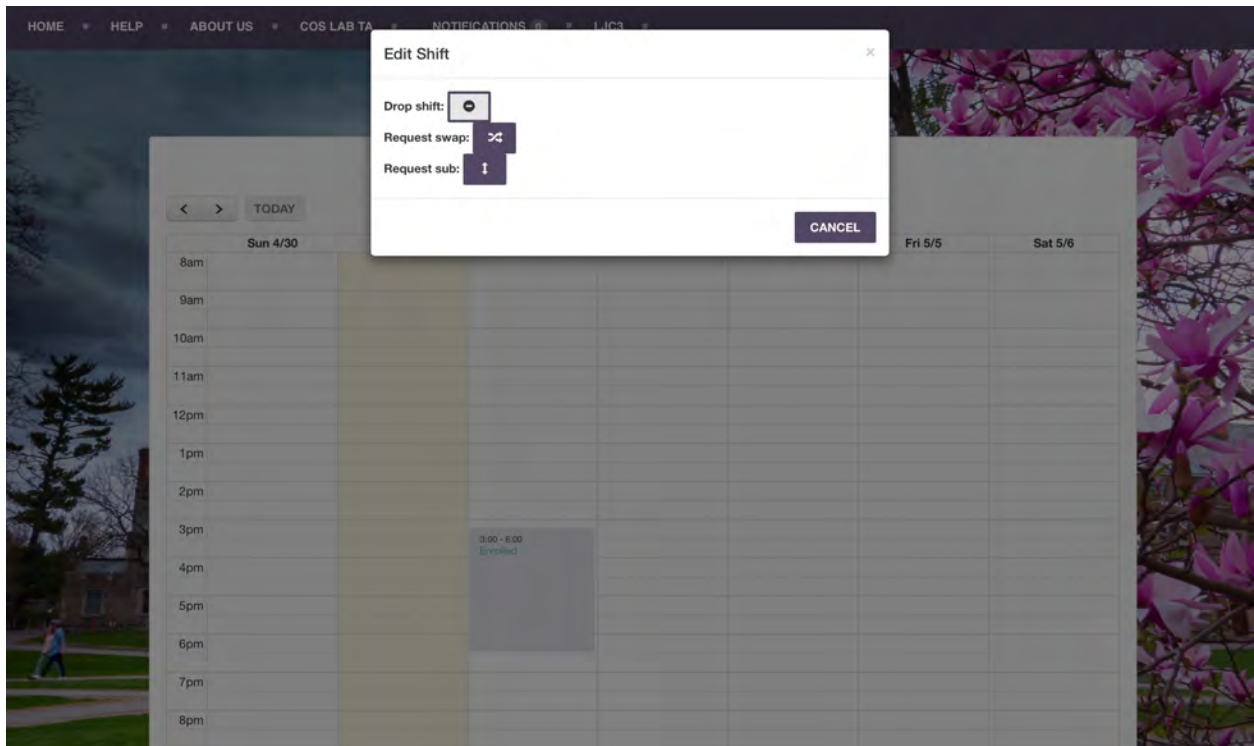 HOME HELP ABOUT US COS LAB TA NOTIFICATIONS 0 LJC3
Edit Shift ×
Drop shift:
Request swap:
Request sub:
CANCEL
< > TODAY
Sun 4/30 Fri 5/5 Sat 5/6
8am
9am
10am
11am
12pm
1pm
2pm
3pm
3:00 - 6:00
Enrolled
4pm
5pm
6pm
7pm
8pm